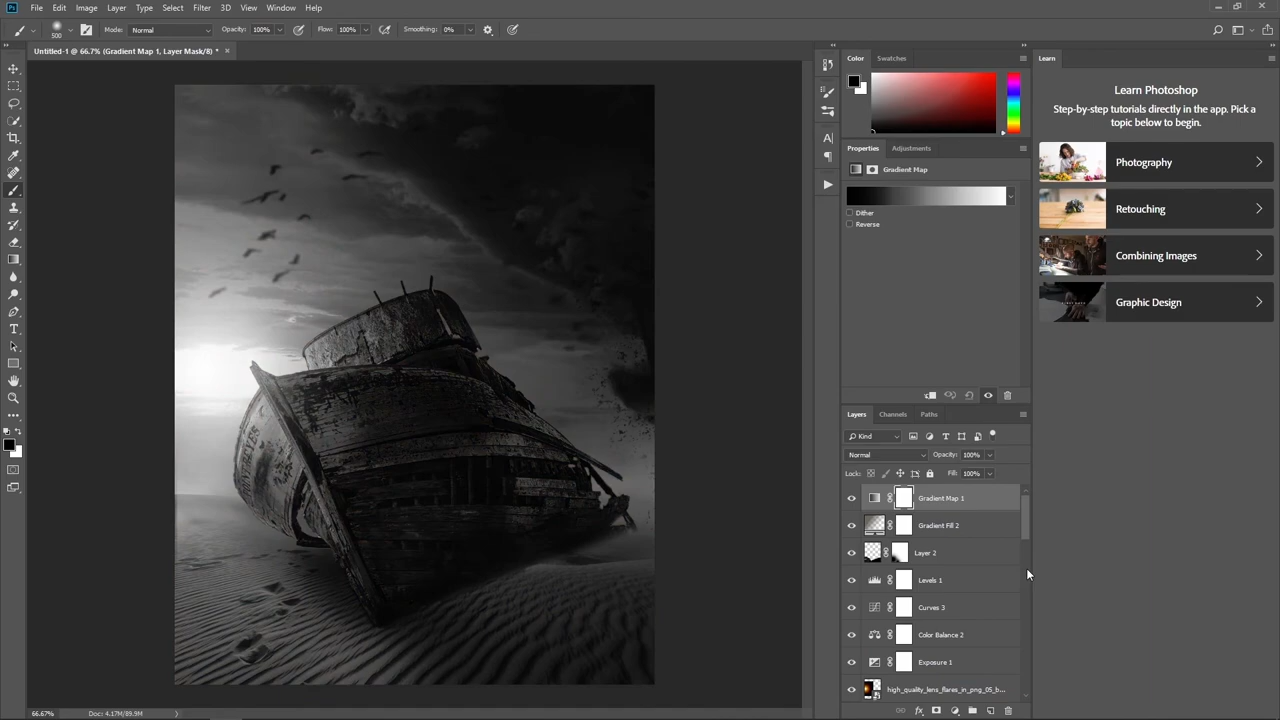 File Edit Image Layer Type Select Filter 3D View Window Help
500 Mode: Normal Opacity: 100% Flow: 100% Smoothing: 0%
Untitled-1 @ 66.7% (Gradient Map 1, Layer Mask/8) *
Color Swatches
Learn
Learn Photoshop
Step-by-step tutorials directly in the app. Pick a
topic below to begin.
Photography
Retouching
Combining Images
Graphic Design
Properties Adjustments
Gradient Map
Dither
Reverse
Layers Channels Paths
Kind
Normal Opacity: 100%
Lock: Fill: 100%
Gradient Map 1
Gradient Fill 2
Layer 2
Levels 1
Curves 3
Color Balance 2
Exposure 1
high_quality_lens_flares_in_png_05_b...
66.67% Doc: 4.17M/89.9M